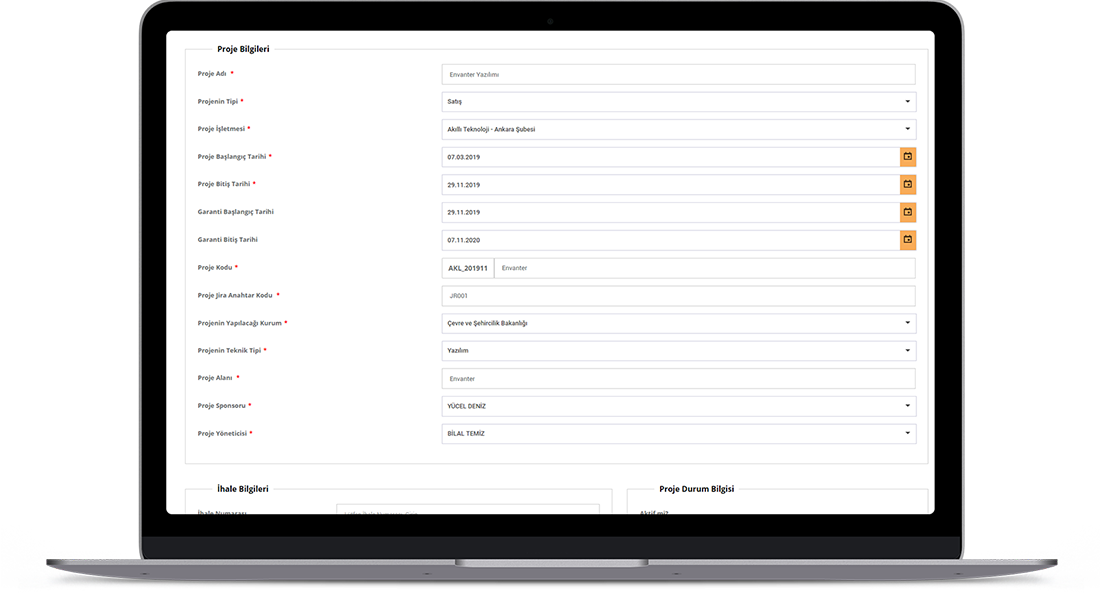 Proje Bilgileri
Proje Adı * Envanter Yazılımı
Projenin Tipi * Satış
Proje İşletmesi * Akıllı Teknoloji - Ankara Şubesi
Proje Başlangıç Tarihi * 07.03.2019
Proje Bitiş Tarihi * 29.11.2019
Garanti Başlangıç Tarihi 29.11.2019
Garanti Bitiş Tarihi 07.11.2020
Proje Kodu * AKL_201911 Envanter
Proje Jira Anahtar Kodu * JR001
Projenin Yapılacağı Kurum * Çevre ve Şehircilik Bakanlığı
Projenin Teknik Tipi * Yazılım
Proje Alanı * Envanter
Proje Sponsoru * YÜCEL DENİZ
Proje Yöneticisi * BİLAL TEMİZ
İhale Bilgileri Proje Durum Bilgisi
İhale Numarası Aktif mi?